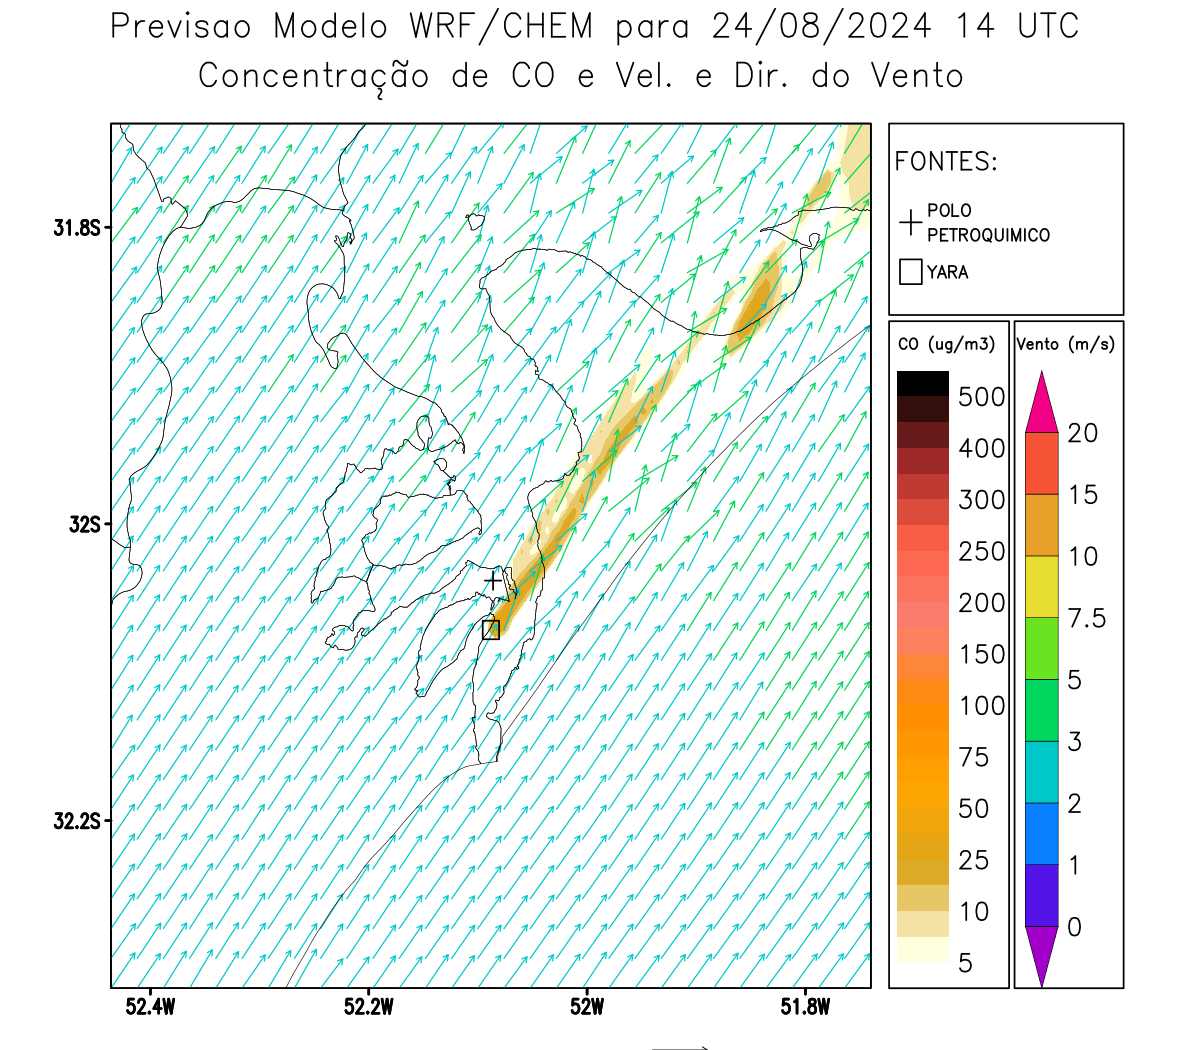 Previsao Modelo WRF/CHEM para 24/08/2024 14 UTC
Concentração de CO e Vel. e Dir. do Vento
FONTES:
POLO
PETROQUIMICO
YARA
CO (ug/m3)
500
400
300
250
200
150
100
75
50
25
10
5
Vento (m/s)
20
15
10
7.5
5
3
2
1
0
31.8S
32S
32.2S
52.4W
52.2W
52W
51.8W